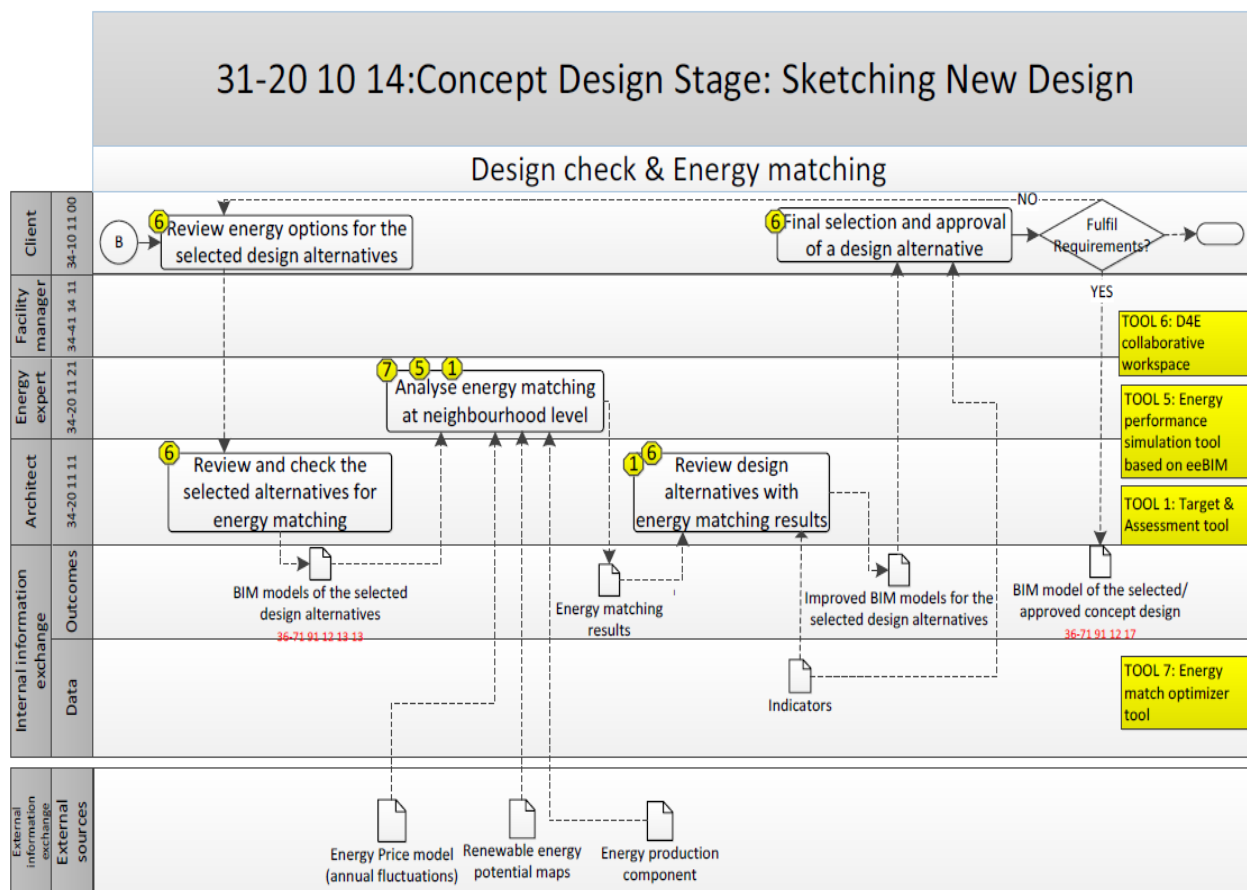 31-20 10 14:Concept Design Stage: Sketching New Design
Design check & Energy matching
Client
34-10 11 00
B
6
Review energy options for the
selected design alternatives
6
Final selection and approval
of a design alternative
NO
Fulfil
Requirements?
YES
Facility
manager
34-41 14 11
TOOL 6: D4E
collaborative
workspace
Energy
expert
34-20 11 21
7
5
1
Analyse energy matching
at neighbourhood level
TOOL 5: Energy
performance
simulation tool
based on eeBIM
Architect
34-20 11 11
6
Review and check the
selected alternatives for
energy matching
1
6
Review design
alternatives with
energy matching results
TOOL 1: Target &
Assessment tool
Internal information
exchange
Outcomes
BIM models of the selected
design alternatives
36-71 91 12 13 13
Energy matching
results
Improved BIM models for the
selected design alternatives
BIM model of the selected/
approved concept design
36-71 91 12 17
Data
Indicators
TOOL 7: Energy
match optimizer
tool
External
information
exchange
External
sources
Energy Price model
(annual fluctuations)
Renewable energy
potential maps
Energy production
component